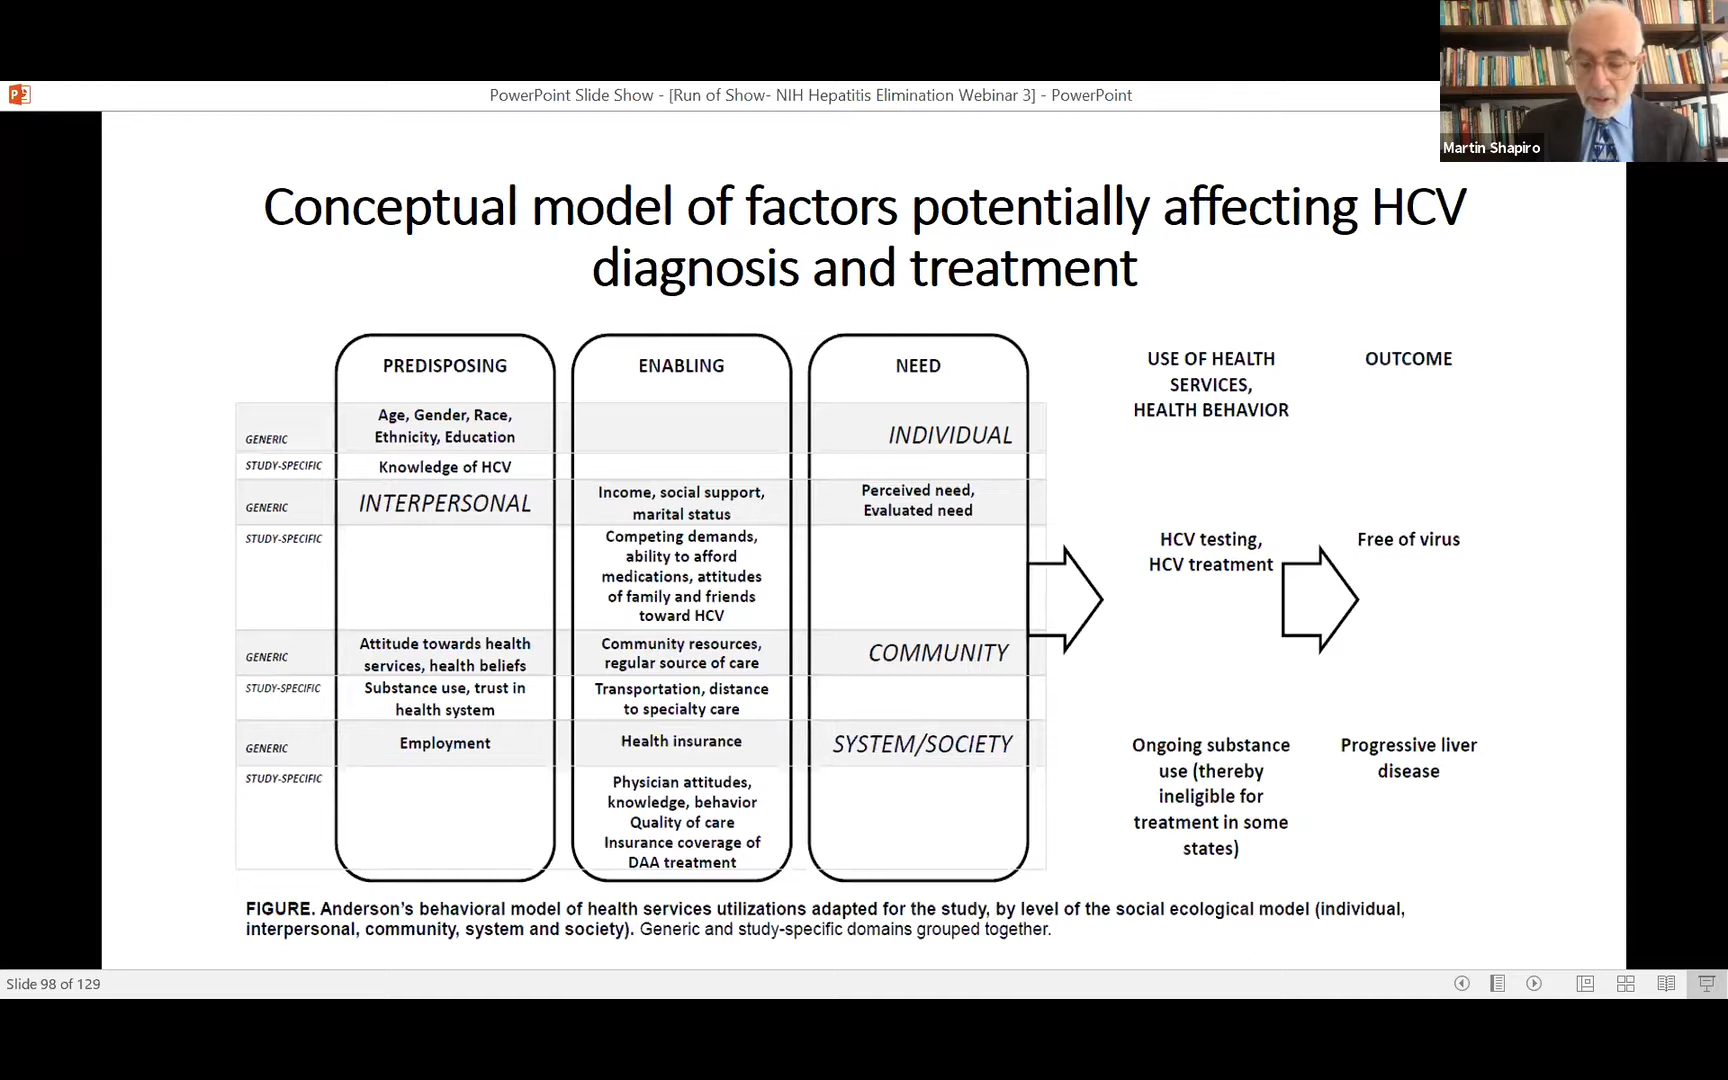 PowerPoint Slide Show - [Run of Show- NIH Hepatitis Elimination Webinar 3] - PowerPoint
Martin Shapiro
Conceptual model of factors potentially affecting HCV
diagnosis and treatment
PREDISPOSING
ENABLING
NEED
USE OF HEALTH
SERVICES,
HEALTH BEHAVIOR
OUTCOME
GENERIC
Age, Gender, Race,
Ethnicity, Education
INDIVIDUAL
STUDY-SPECIFIC
Knowledge of HCV
GENERIC
INTERPERSONAL
Income, social support,
marital status
Perceived need,
Evaluated need
STUDY-SPECIFIC
Competing demands,
ability to afford
medications, attitudes
of family and friends
toward HCV
HCV testing,
HCV treatment
Free of virus
GENERIC
Attitude towards health
services, health beliefs
Community resources,
regular source of care
COMMUNITY
STUDY-SPECIFIC
Substance use, trust in
health system
Transportation, distance
to specialty care
GENERIC
Employment
Health insurance
SYSTEM/SOCIETY
STUDY-SPECIFIC
Physician attitudes,
knowledge, behavior
Quality of care
Insurance coverage of
DAA treatment
Ongoing substance
use (thereby
ineligible for
treatment in some
states)
Progressive liver
disease
FIGURE. Anderson's behavioral model of health services utilizations adapted for the study, by level of the social ecological model (individual,
interpersonal, community, system and society). Generic and study-specific domains grouped together.
Slide 98 of 129